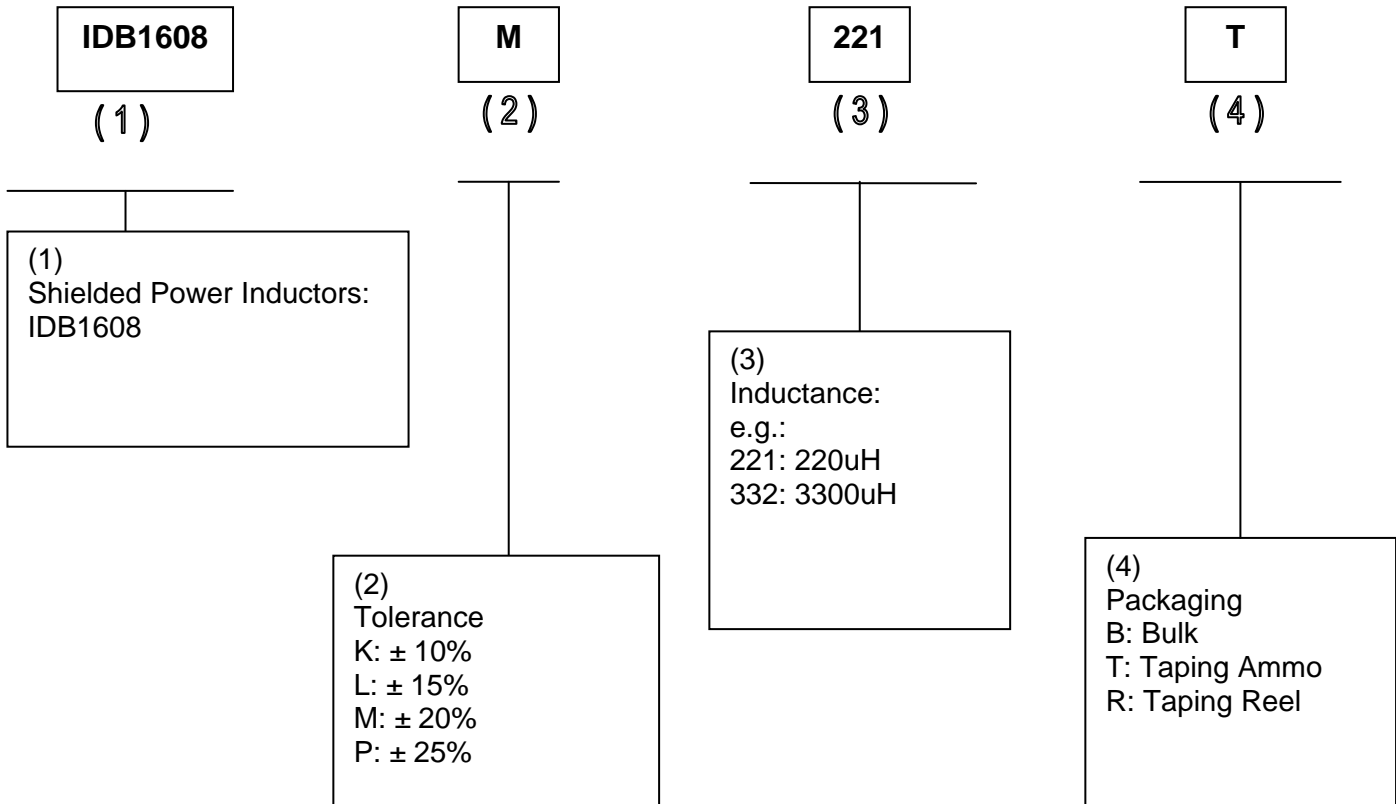 IDB1608
M
221
T
(1)
(2)
(3)
(4)
(1)
Shielded Power Inductors:
IDB1608
(2)
Tolerance
K: ± 10%
L: ± 15%
M: ± 20%
P: ± 25%
(3)
Inductance:
e.g.:
221: 220uH
332: 3300uH
(4)
Packaging
B: Bulk
T: Taping Ammo
R: Taping Reel